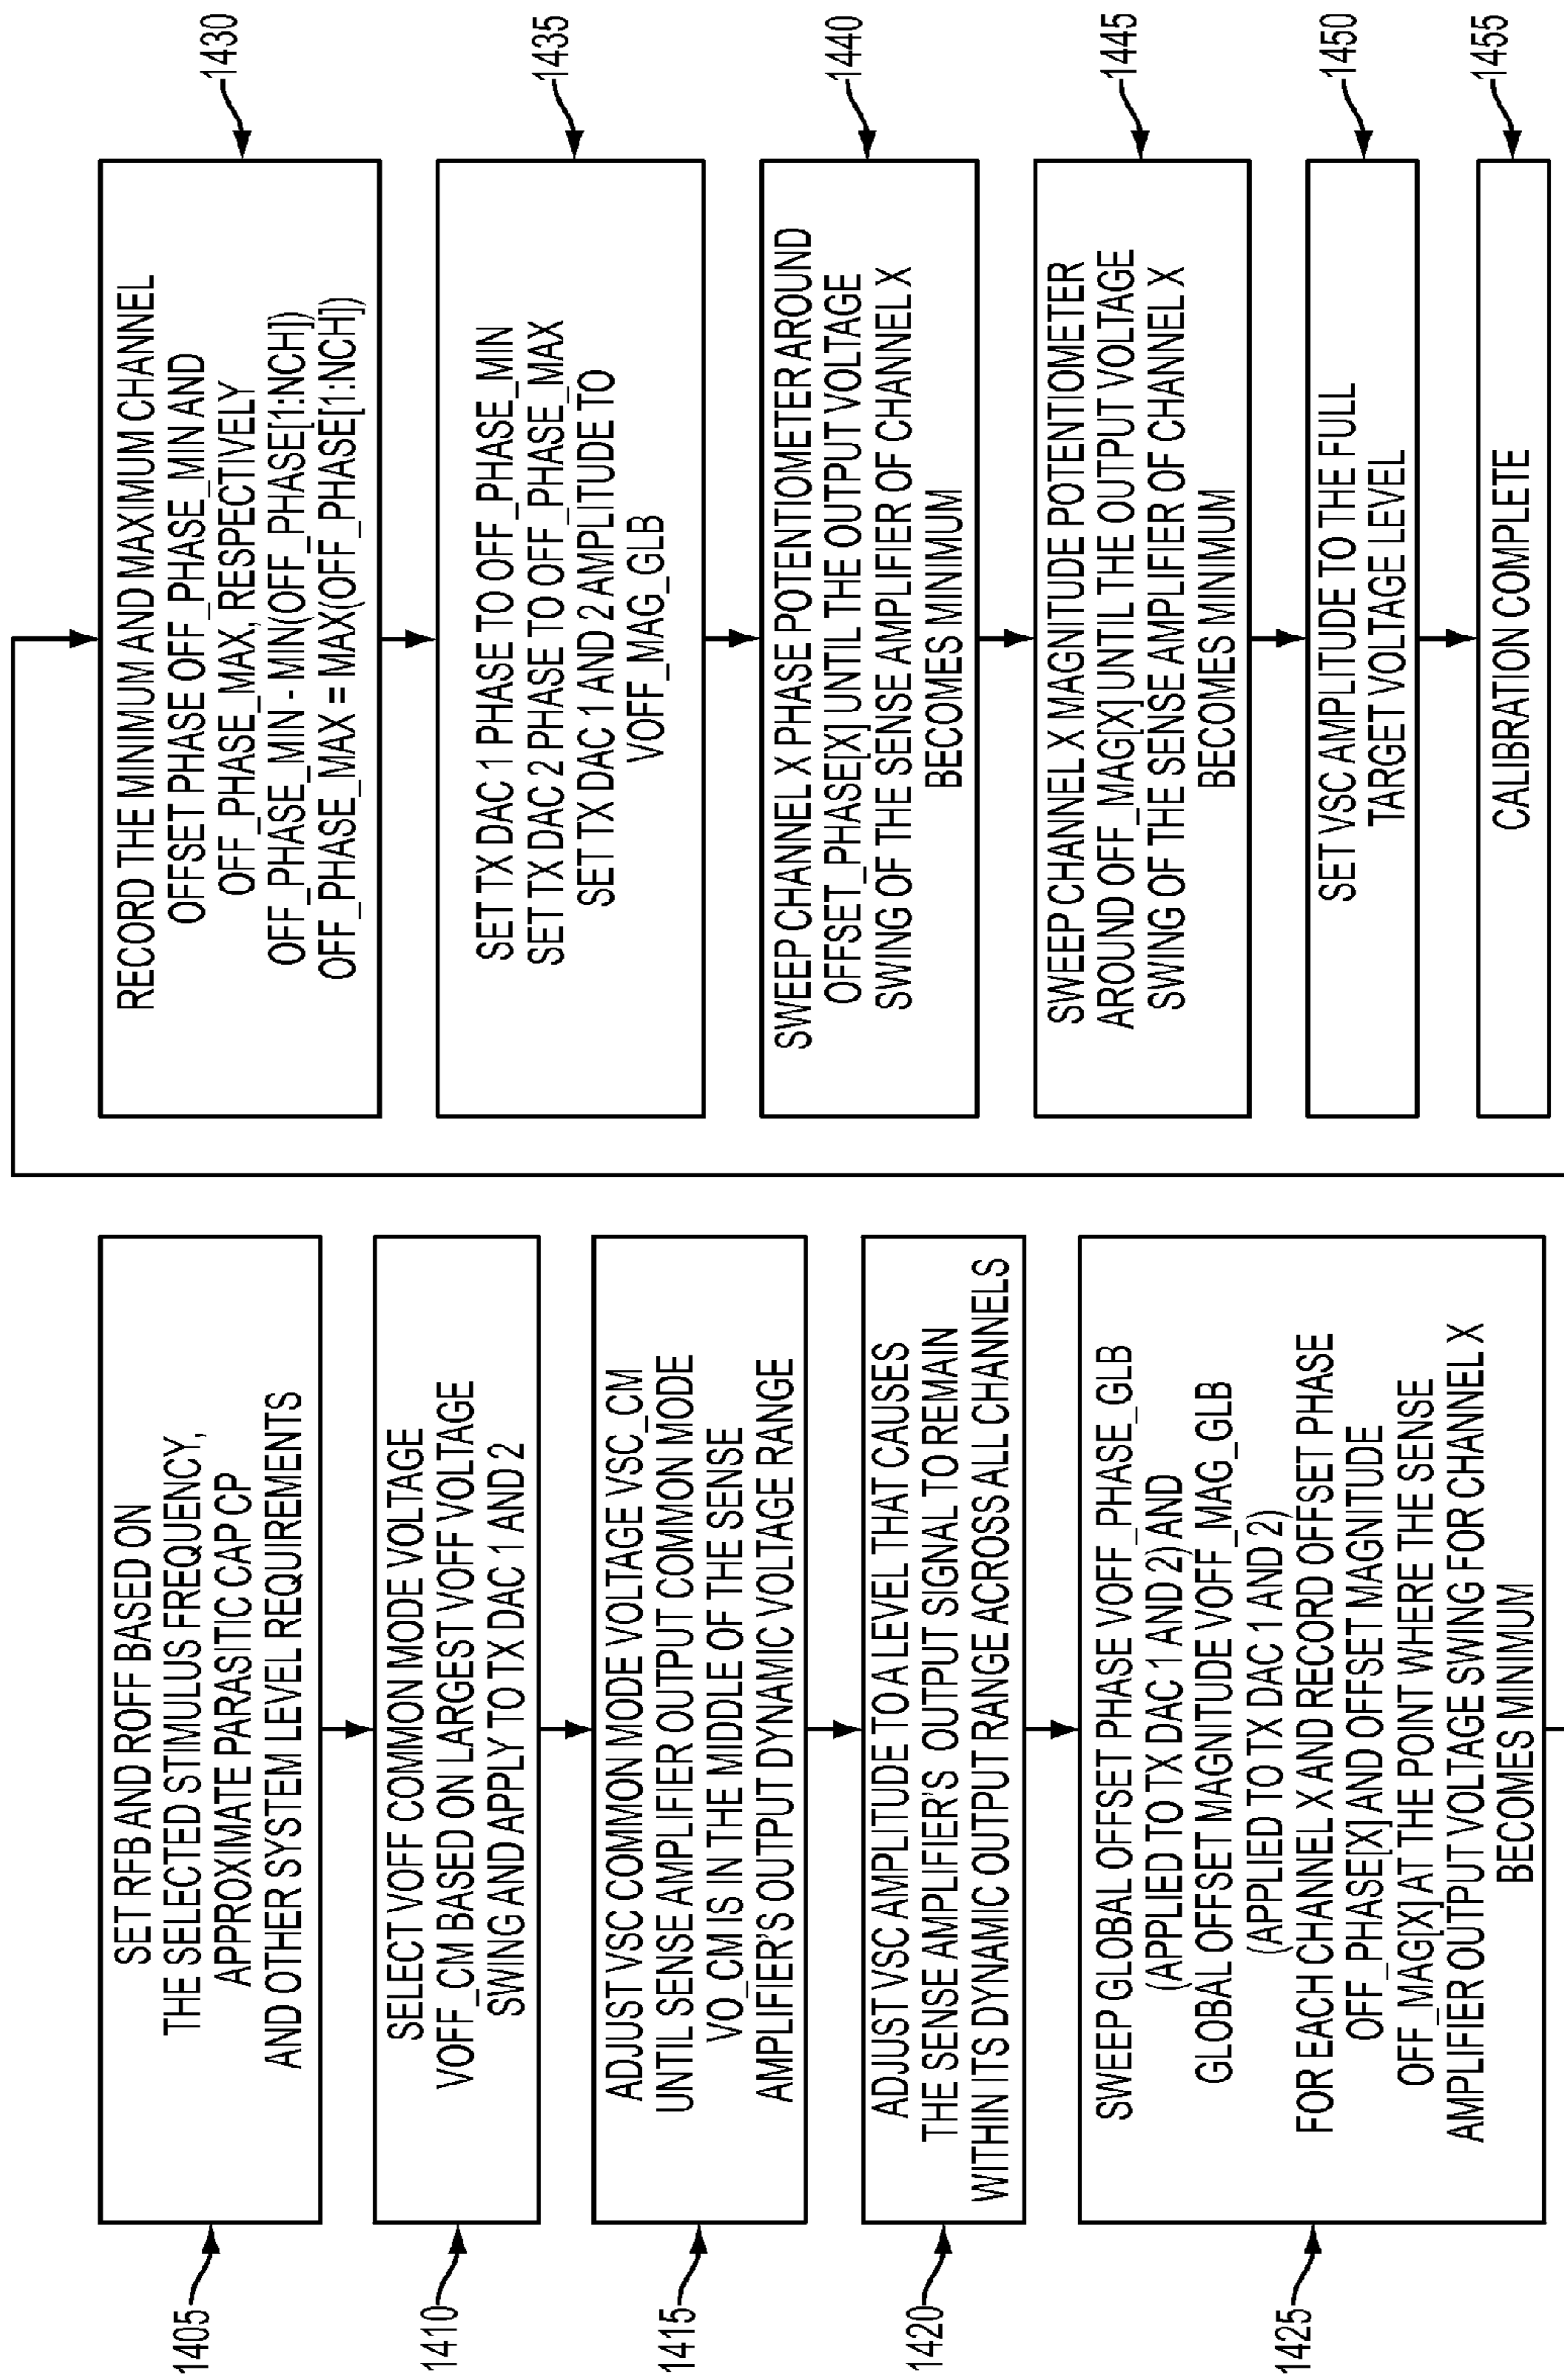 1405
SET RFB AND ROFF BASED ON
THE SELECTED STIMULUS FREQUENCY,
APPROXIMATE PARASITIC CAP CP
AND OTHER SYSTEM LEVEL REQUIREMENTS
1410
SELECT VOFF COMMON MODE VOLTAGE
VOFF_CM BASED ON LARGEST VOFF VOLTAGE
SWING AND APPLY TO TX DAC 1 AND 2
1415
ADJUST VSC COMMON MODE VOLTAGE VSC_CM
UNTIL SENSE AMPLIFIER OUTPUT COMMON MODE
VO_CM IS IN THE MIDDLE OF THE SENSE
AMPLIFIER'S OUTPUT DYNAMIC VOLTAGE RANGE
1420
ADJUST VSC AMPLITUDE TO A LEVEL THAT CAUSES
THE SENSE AMPLIFIER'S OUTPUT SIGNAL TO REMAIN
WITHIN ITS DYNAMIC OUTPUT RANGE ACROSS ALL CHANNELS
1425
SWEEP GLOBAL OFFSET PHASE VOFF_PHASE_GLB
(APPLIED TO TX DAC 1 AND 2) AND
GLOBAL OFFSET MAGNITUDE VOFF_MAG_GLB
(APPLIED TO TX DAC 1 AND 2)
FOR EACH CHANNEL X AND RECORD OFFSET PHASE
OFF_PHASE[X] AND OFFSET MAGNITUDE
OFF_MAG[X] AT THE POINT WHERE THE SENSE
AMPLIFIER OUTPUT VOLTAGE SWING FOR CHANNEL X
BECOMES MINIMUM
1430
RECORD THE MINIMUM AND MAXIMUM CHANNEL
OFFSET PHASE OFF_PHASE_MIN AND
OFF_PHASE_MAX, RESPECTIVELY
OFF_PHASE_MIN - MIN(OFF_PHASE[1:NCH])
OFF_PHASE_MAX = MAX(OFF_PHASE[1:NCH])
1435
SET TX DAC 1 PHASE TO OFF_PHASE_MIN
SET TX DAC 2 PHASE TO OFF_PHASE_MAX
SET TX DAC 1 AND 2 AMPLITUDE TO
VOFF_MAG_GLB
1440
SWEEP CHANNEL X PHASE POTENTIOMETER AROUND
OFFSET_PHASE[X] UNTIL THE OUTPUT VOLTAGE
SWING OF THE SENSE AMPLIFIER OF CHANNEL X
BECOMES MINIMUM
1445
SWEEP CHANNEL X MAGNITUDE POTENTIOMETER
AROUND OFF_MAG[X] UNTIL THE OUTPUT VOLTAGE
SWING OF THE SENSE AMPLIFIER OF CHANNEL X
BECOMES MINIMUM
1450
SET VSC AMPLITUDE TO THE FULL
TARGET VOLTAGE LEVEL
1455
CALIBRATION COMPLETE